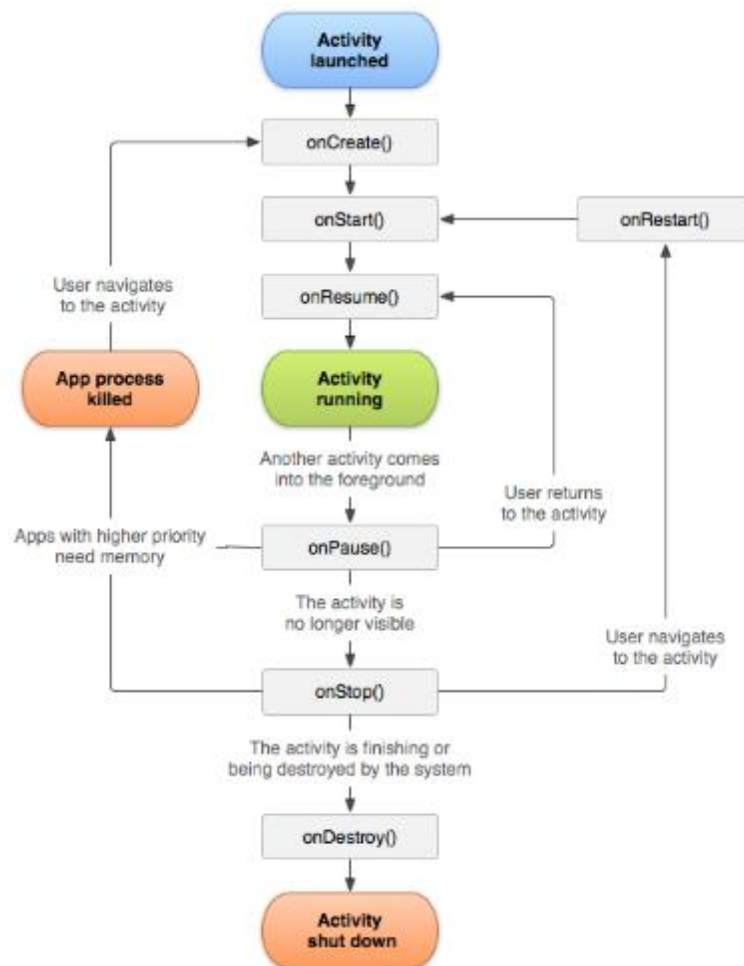 Activity
launched
onCreate()
onStart()
onRestart()
User navigates
to the activity
onResume()
App process
killed
Activity
running
Another activity comes
into the foreground
User returns
to the activity
Apps with higher priority
need memory
onPause()
The activity is
no longer visible
User navigates
to the activity
onStop()
The activity is finishing or
being destroyed by the system
onDestroy()
Activity
shut down